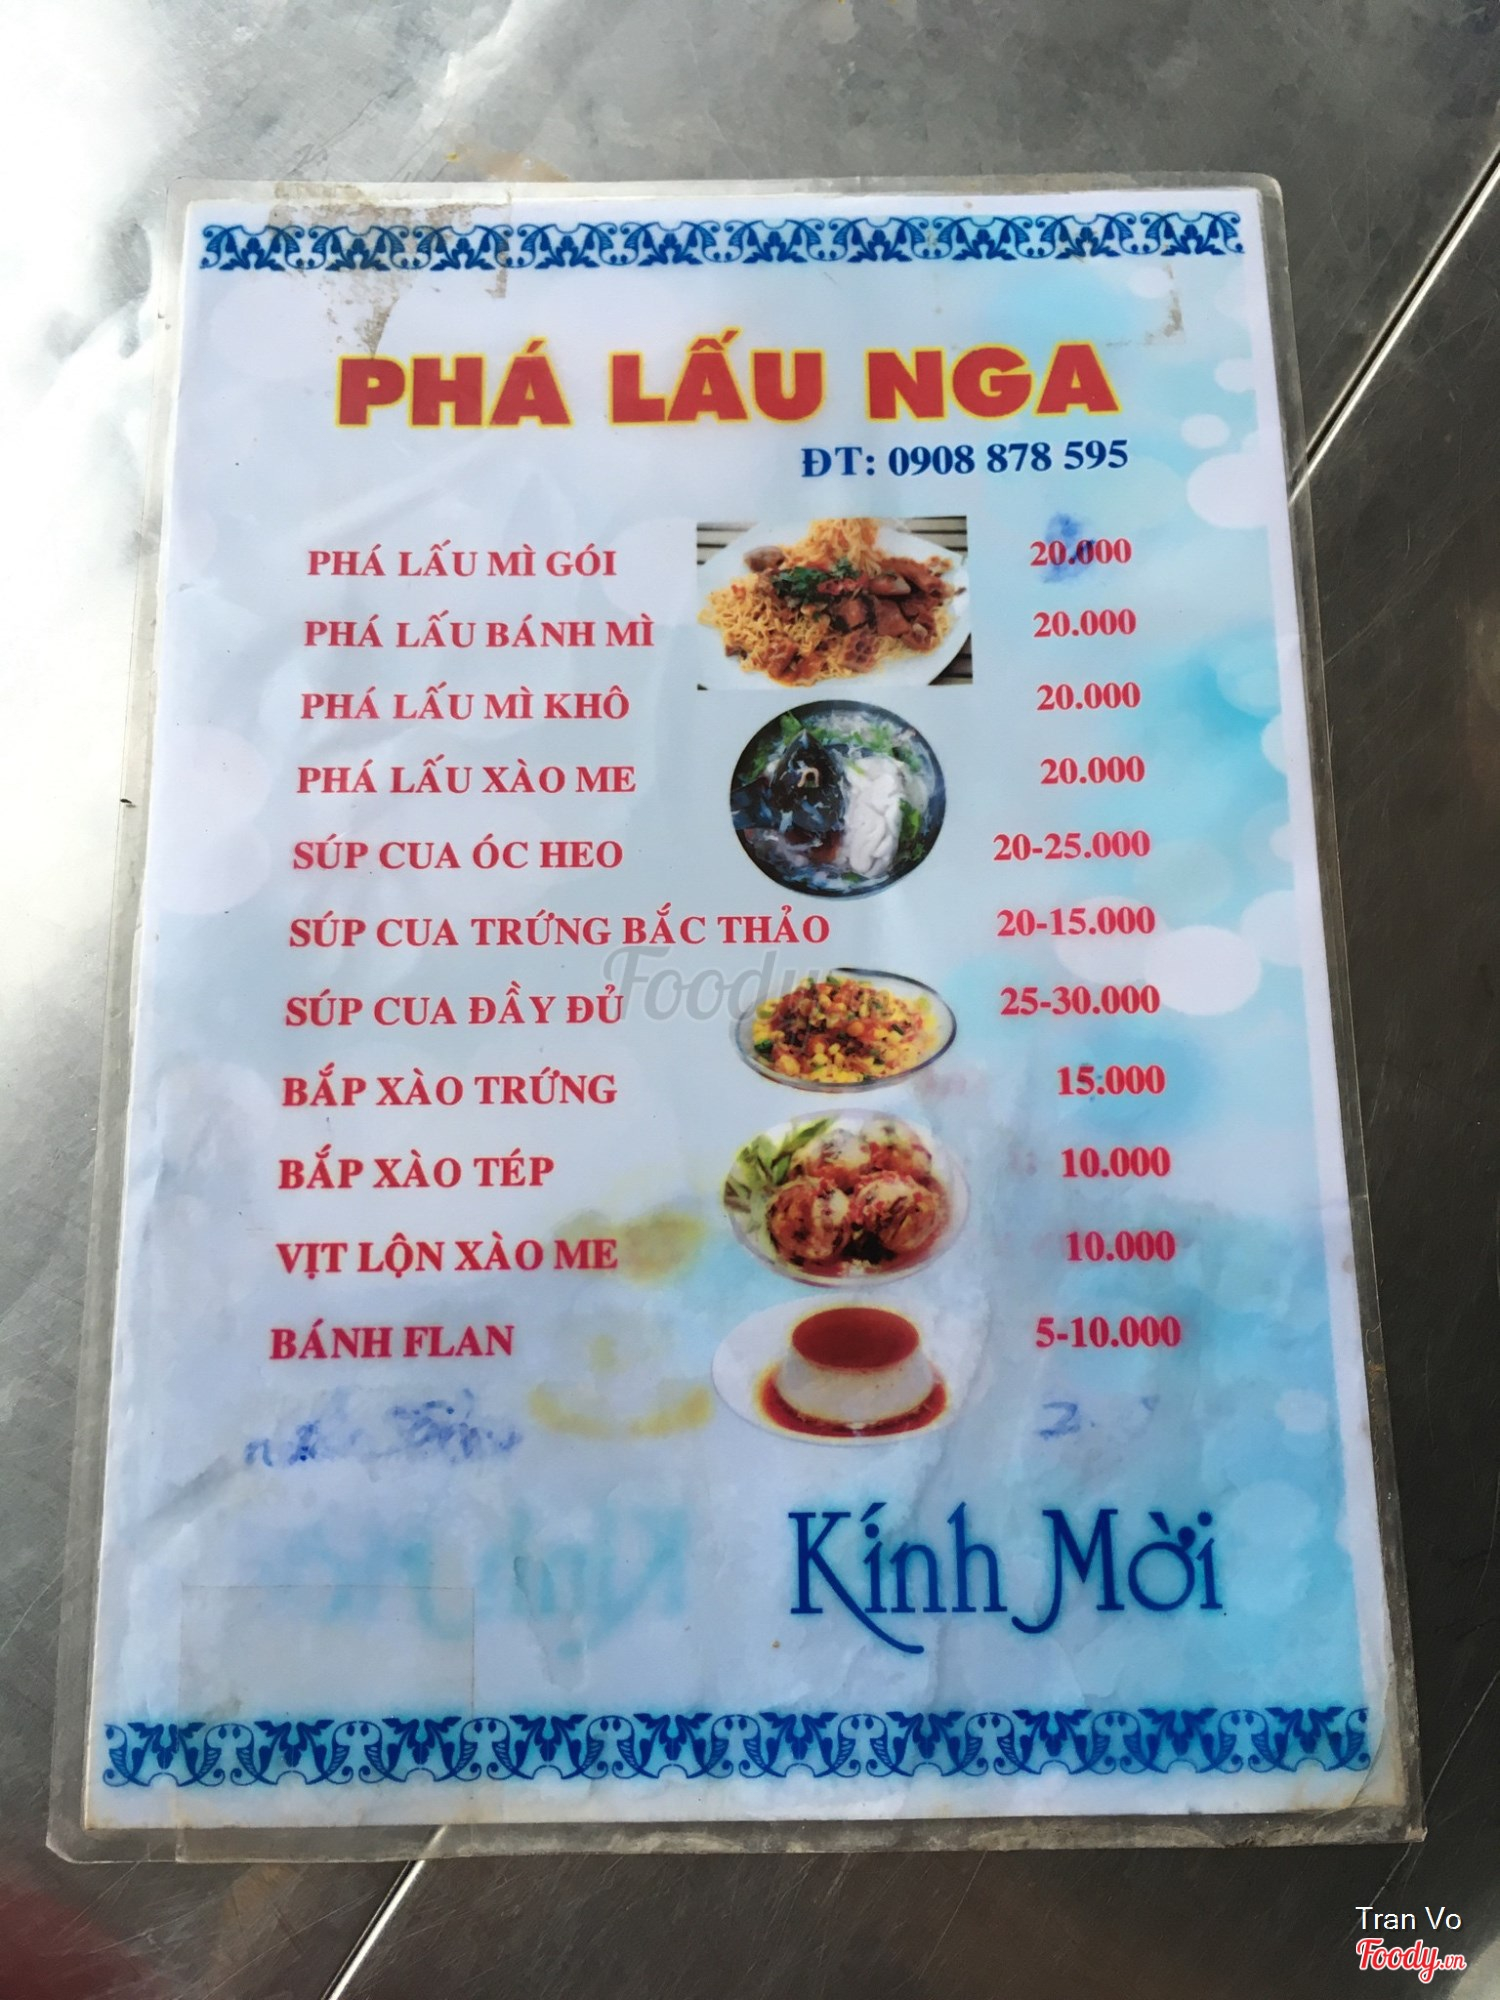 PHÁ LẤU NGA
ĐT: 0908 878 595
PHÁ LẤU MÌ GÓI 20.000
PHÁ LẤU BÁNH MÌ 20.000
PHÁ LẤU MÌ KHÔ 20.000
PHÁ LẤU XÀO ME 20.000
SÚP CUA ÓC HEO 20-25.000
SÚP CUA TRỨNG BẮC THẢO 20-15.000
SÚP CUA ĐẦY ĐỦ 25-30.000
BẮP XÀO TRỨNG 15.000
BẮP XÀO TÉP 10.000
VỊT LỘN XÀO ME 10.000
BÁNH FLAN 5-10.000
Kính Mời
Tran Vo
Foody.vn